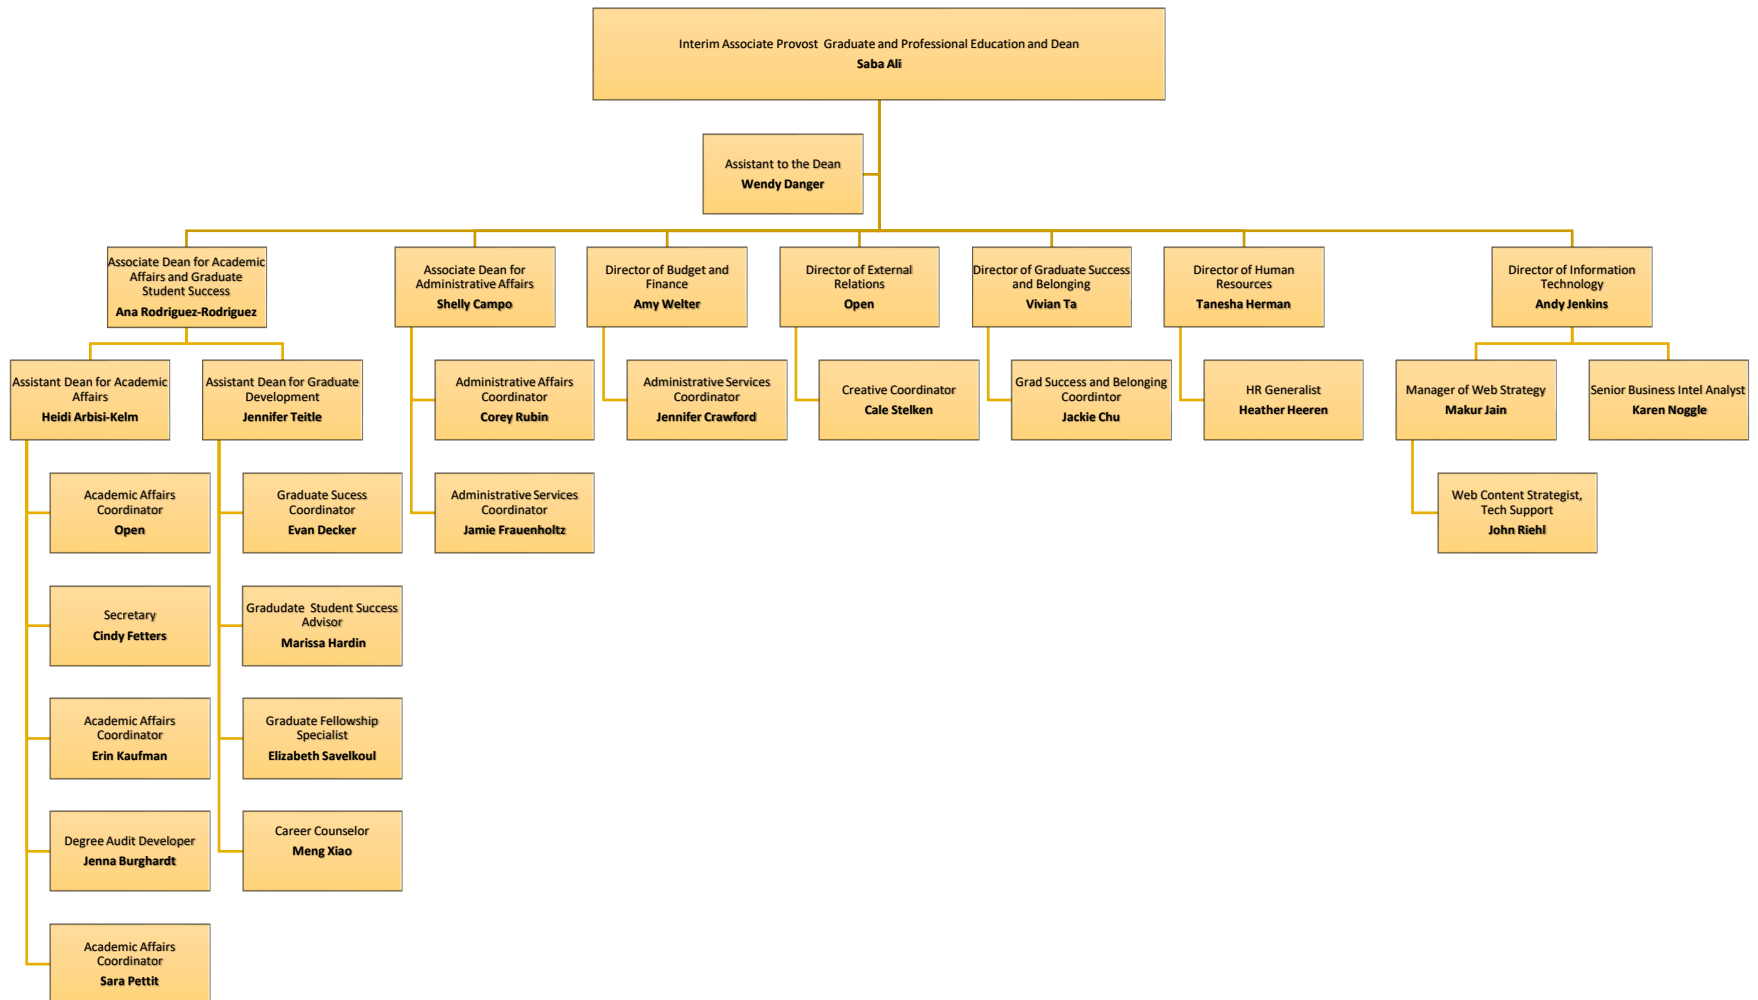 Interim Associate Provost  Graduate and Professional Education and Dean
Saba Ali
Assistant to the Dean
Wendy Danger
Associate Dean for Academic
Affairs and Graduate
Student Success
Ana Rodriguez-Rodriguez
Associate Dean for
Administrative Affairs
Shelly Campo
Director of Budget and
Finance
Amy Welter
Director of External
Relations
Open
Director of Graduate Success
and Belonging
Vivian Ta
Director of Human
Resources
Tanesha Herman
Director of Information
Technology
Andy Jenkins
Assistant Dean for Academic
Affairs
Heidi Arbisi-Kelm
Assistant Dean for Graduate
Development
Jennifer Teitle
Administrative Affairs
Coordinator
Corey Rubin
Administrative Services
Coordinator
Jennifer Crawford
Creative Coordinator
Cale Stelken
Grad Success and Belonging
Coordintor
Jackie Chu
HR Generalist
Heather Heeren
Manager of Web Strategy
Makur Jain
Senior Business Intel Analyst
Karen Noggle
Academic Affairs
Coordinator
Open
Graduate Sucess
Coordinator
Evan Decker
Administrative Services
Coordinator
Jamie Frauenholtz
Web Content Strategist,
Tech Support
John Riehl
Secretary
Cindy Fetters
Gradudate  Student Success
Advisor
Marissa Hardin
Academic Affairs
Coordinator
Erin Kaufman
Graduate Fellowship
Specialist
Elizabeth Savelkoul
Degree Audit Developer
Jenna Burghardt
Career Counselor
Meng Xiao
Academic Affairs
Coordinator
Sara Pettit